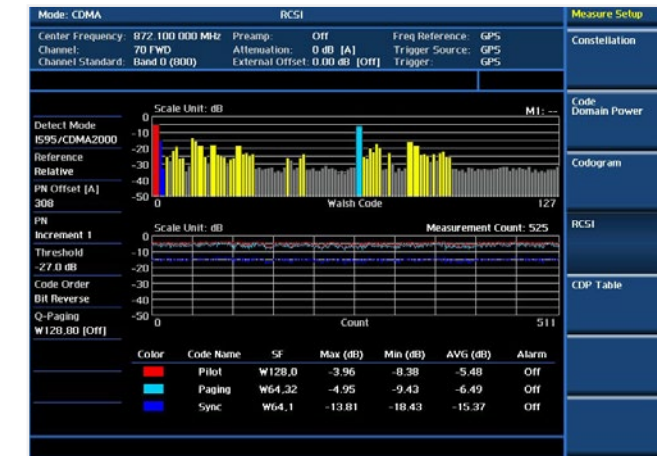 Mode: CDMA RCSI Measure Setup
Center Frequency: 872.100 000 MHz Preamp: Off Freq Reference: GPS
Channel: 70 FWD Attenuation: 0 dB [A] Trigger Source: GPS
Channel Standard: Band 0 (800) External Offset: 0.00 dB [Off] Trigger: GPS
Constellation
Code
Domain Power
Codogram
RCSI
CDP Table
Detect Mode
IS95/CDMA2000
Reference
Relative
PN Offset [A]
308
PN
Increment 1
Threshold
-27.0 dB
Code Order
Bit Reverse
Q-Paging
W128,80 [Off]
Scale Unit: dB M1: --
0
-10
-20
-30
-40
-50
0 Walsh Code 127
Scale Unit: dB Measurement Count: 525
0
-10
-20
-30
-40
-50
0 Count 511
Color Code Name SF Max (dB) Min (dB) AVG (dB) Alarm
Pilot W128,0 -3.96 -8.38 -5.48 Off
Paging W64,32 -4.95 -9.43 -6.49 Off
Sync W64,1 -13.81 -18.43 -15.37 Off